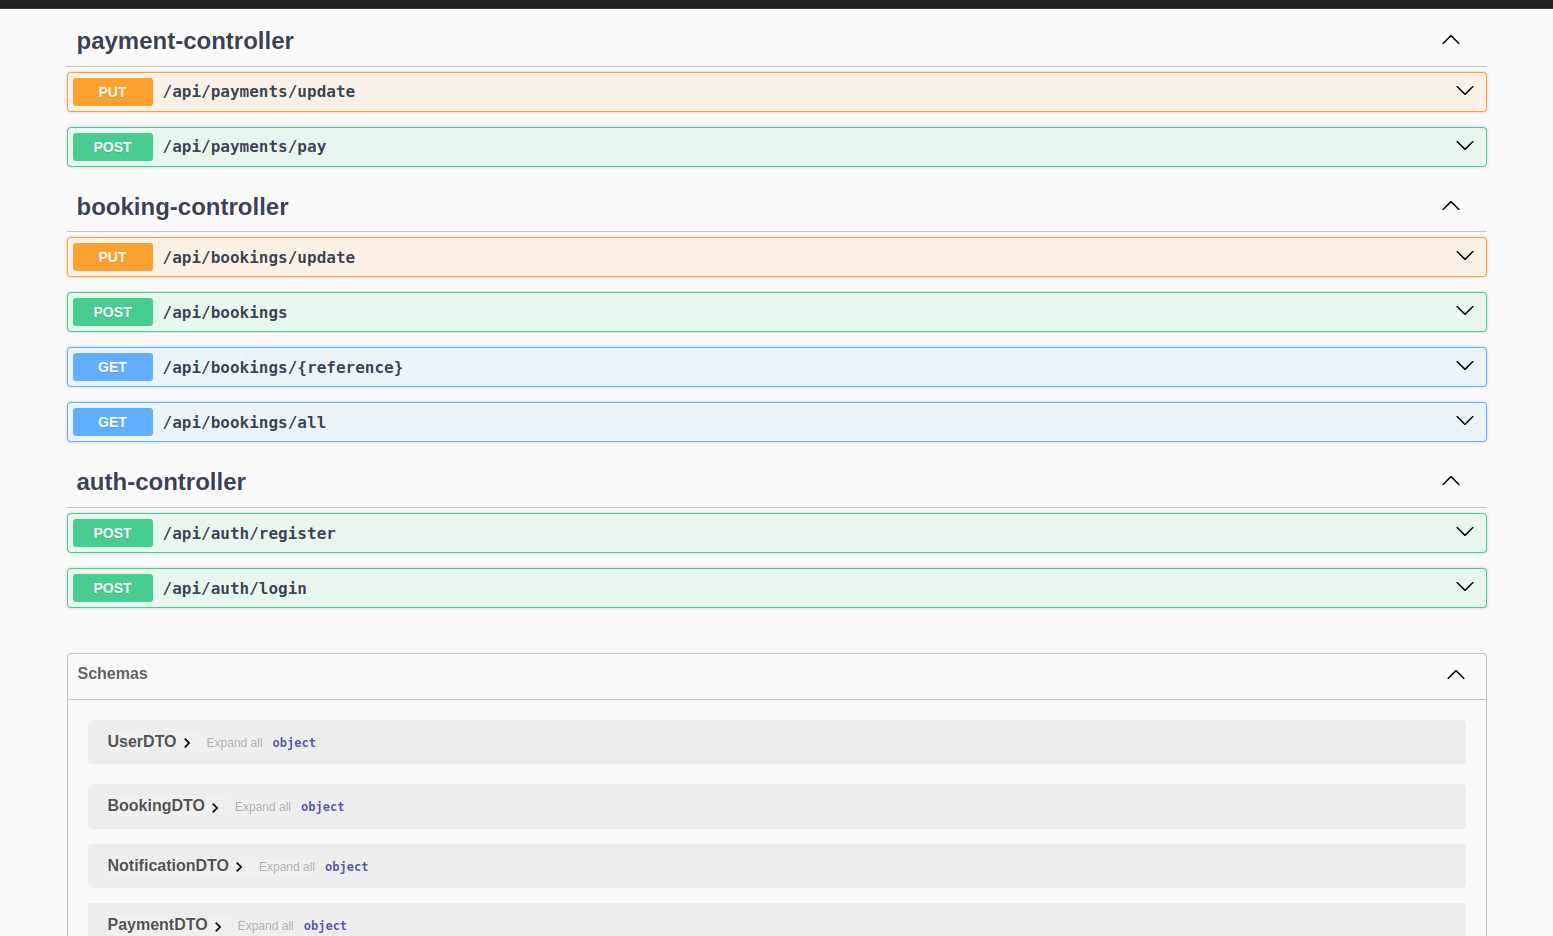 payment-controller
PUT /api/payments/update
POST /api/payments/pay
booking-controller
PUT /api/bookings/update
POST /api/bookings
GET /api/bookings/{reference}
GET /api/bookings/all
auth-controller
POST /api/auth/register
POST /api/auth/login
Schemas
UserDTO Expand all object
BookingDTO Expand all object
NotificationDTO Expand all object
PaymentDTO Expand all object